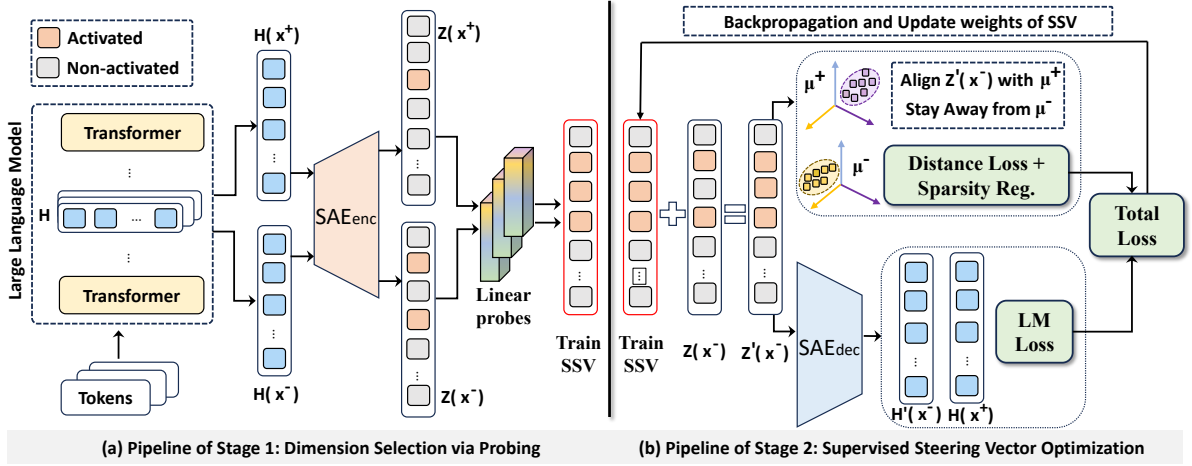 Activated
Non-activated
Large Language Model
Transformer
H
...
Transformer
Tokens
H( x⁺)
H( x⁻)
SAEenc
Z( x⁺)
Z( x⁻)
Linear
probes
Train
SSV
(a) Pipeline of Stage 1: Dimension Selection via Probing
Backpropagation and Update weights of SSV
μ⁺
Align Z'( x⁻) with μ⁺
Stay Away from μ⁻
μ⁻
Distance Loss +
Sparsity Reg.
Total
Loss
Train
SSV
Z( x⁻)
Z'( x⁻)
SAEdec
H'( x⁻)
H( x⁺)
LM
Loss
(b) Pipeline of Stage 2: Supervised Steering Vector Optimization